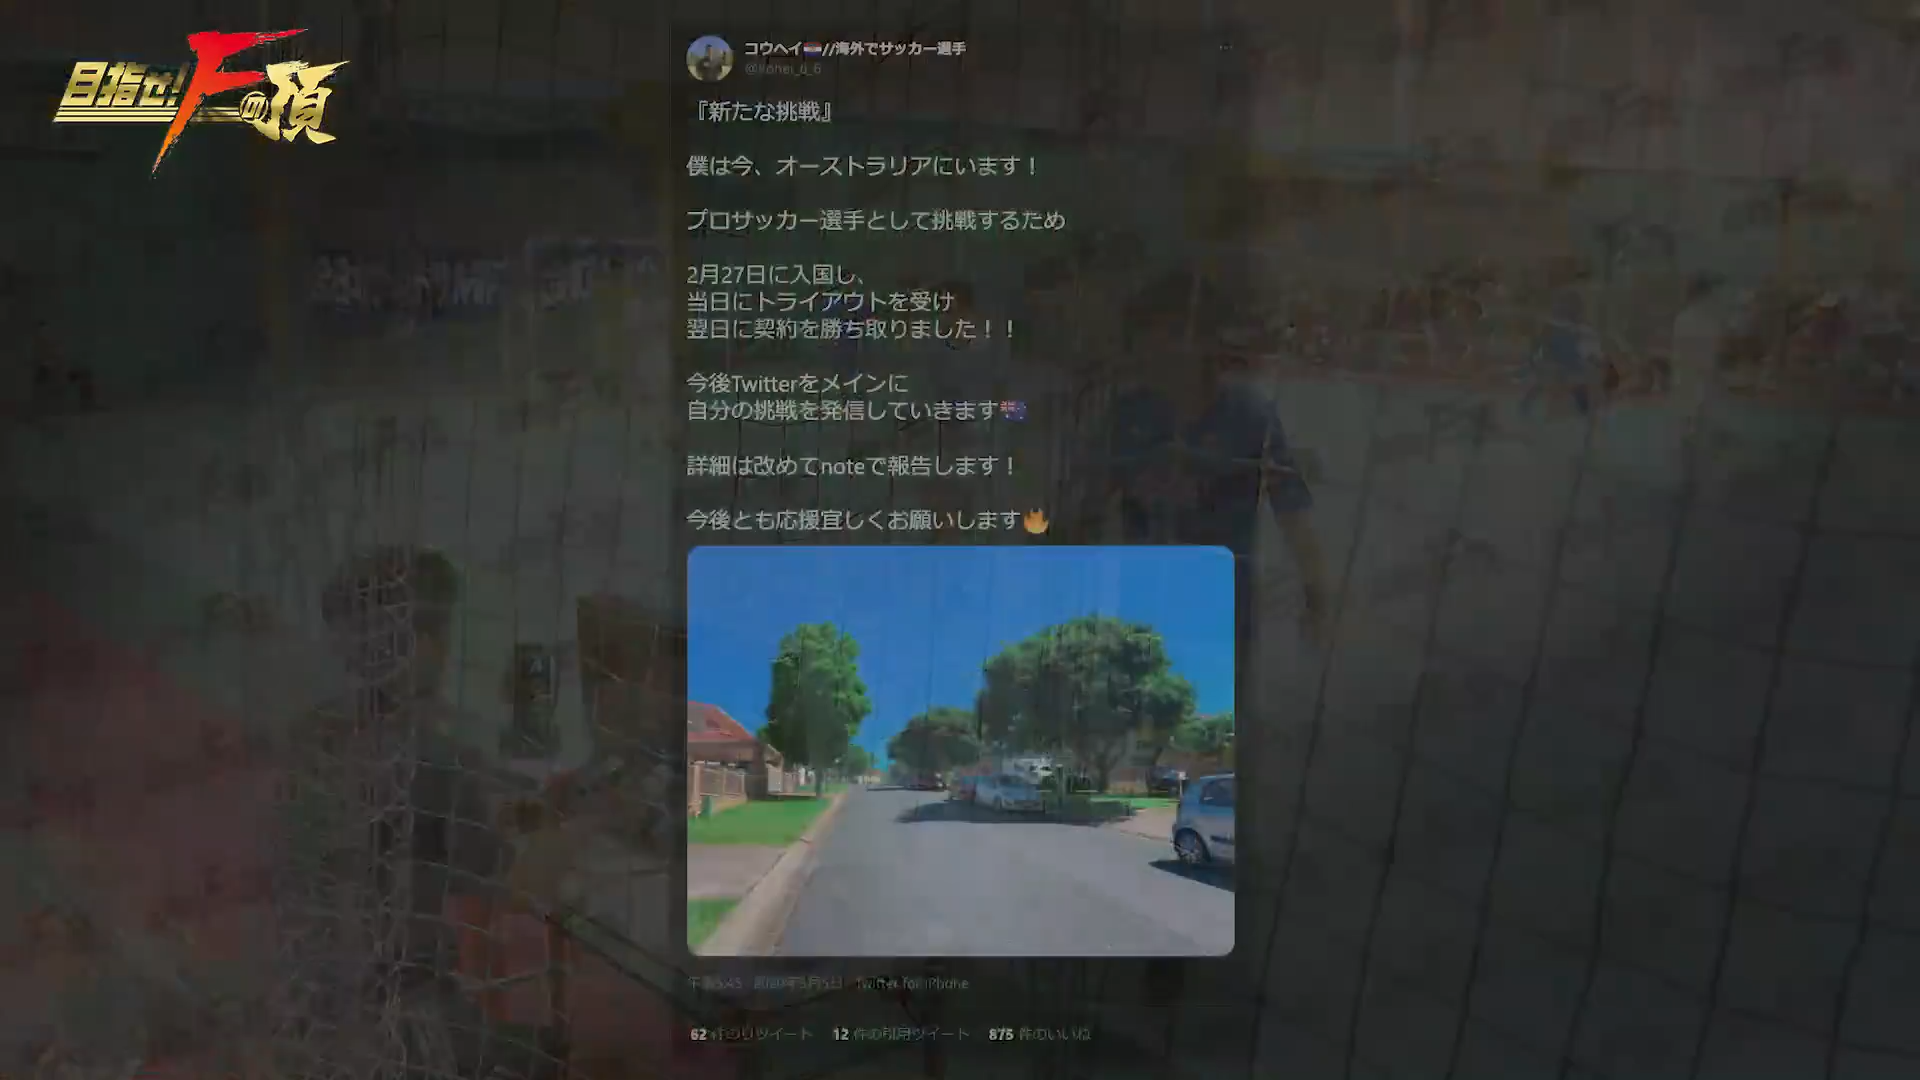 目指せ!Fの頂
コウヘイ🇭🇷//海外でサッカー選手
『新たな挑戦』
僕は今、オーストラリアにいます！
プロサッカー選手として挑戦するため
2月27日に入国し、
当日にトライアウトを受け
翌日に契約を勝ち取りました！！
今後Twitterをメインに
自分の挑戦を発信していきます🇦🇺
詳細は改めてnoteで報告します！
今後とも応援宜しくお願いします🔥
Twitter for iPhone
62 件のリツイート 12 件の引用ツイート 875 件のいいね